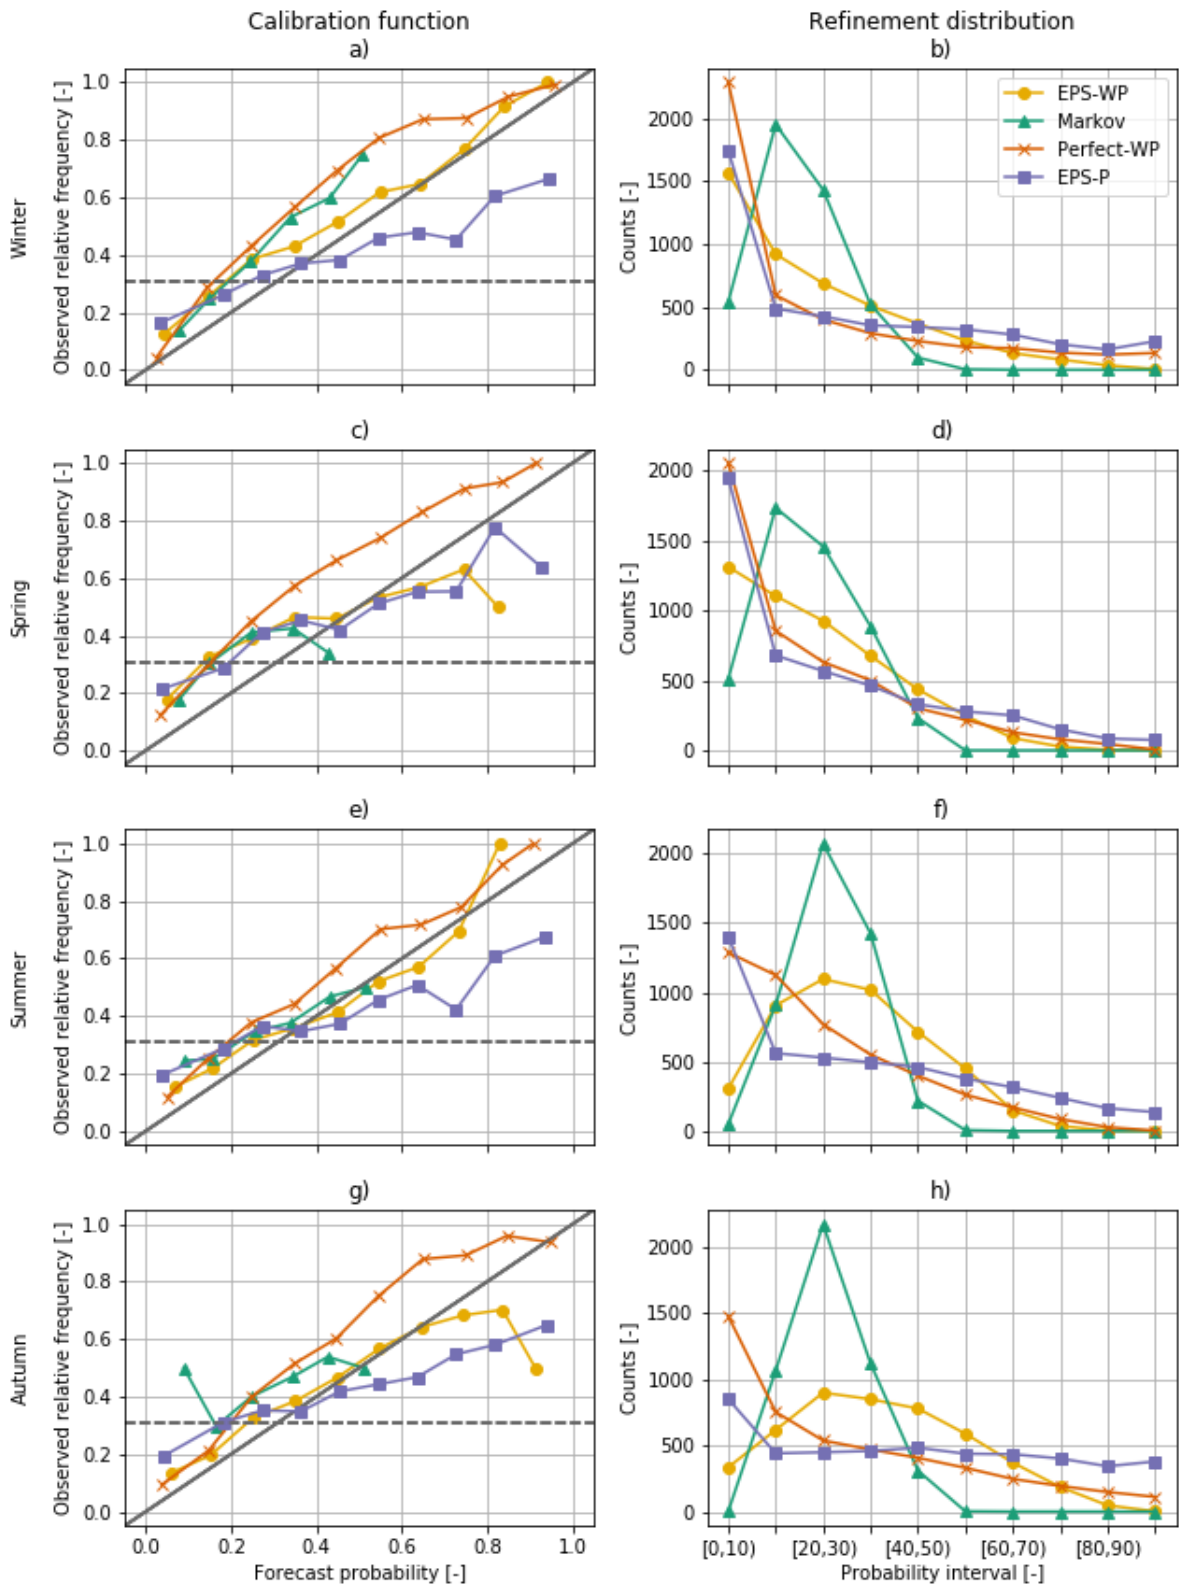 Calibration function
Refinement distribution
a)
b)
Winter
Observed relative frequency [-]
1.0
0.8
0.6
0.4
0.2
0.0
Counts [-]
2000
1500
1000
500
0
EPS-WP
Markov
Perfect-WP
EPS-P
c)
d)
Spring
Observed relative frequency [-]
1.0
0.8
0.6
0.4
0.2
0.0
Counts [-]
2000
1500
1000
500
0
e)
f)
Summer
Observed relative frequency [-]
1.0
0.8
0.6
0.4
0.2
0.0
Counts [-]
2000
1500
1000
500
0
g)
h)
Autumn
Observed relative frequency [-]
1.0
0.8
0.6
0.4
0.2
0.0
Counts [-]
2000
1500
1000
500
0
0.0 0.2 0.4 0.6 0.8 1.0
[0,10) [20,30) [40,50) [60,70) [80,90)
Forecast probability [-]
Probability interval [-]